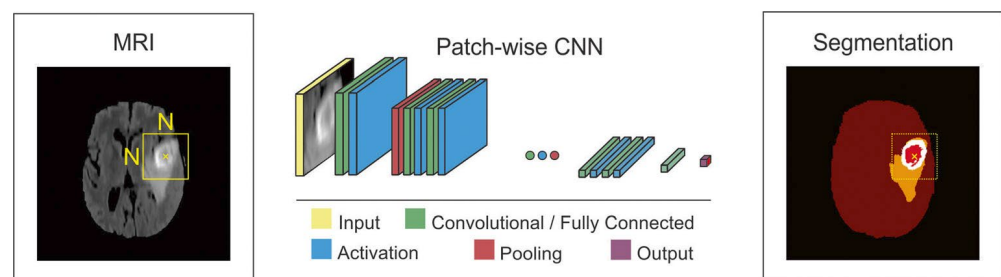 MRI
N
N
Patch-wise CNN
Input
Convolutional / Fully Connected
Activation
Pooling
Output
Segmentation